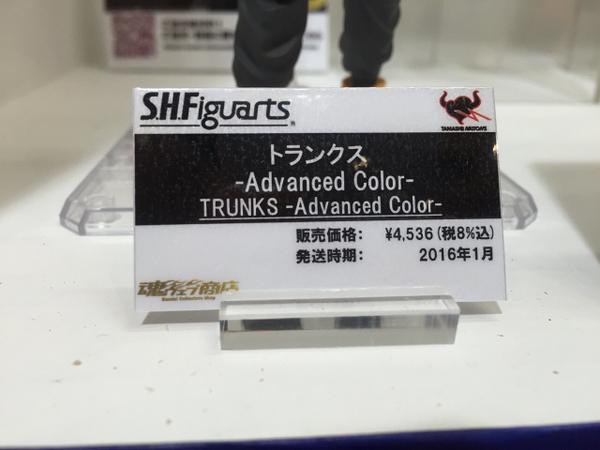 S.H.Figuarts
TAMASHII NATIONS
トランクス
-Advanced Color-
TRUNKS -Advanced Color-
販売価格: ¥4,536(税8%込)
発送時期: 2016年1月
魂ウェブ商店